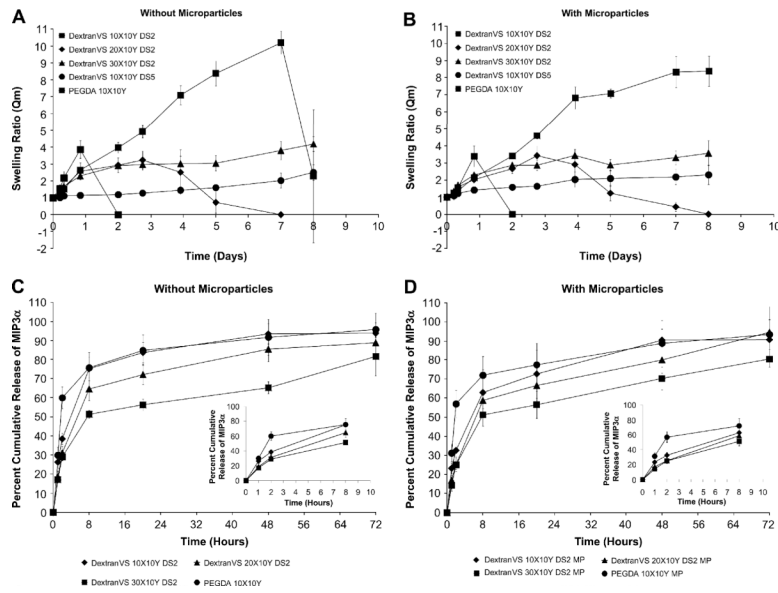 A
Without Microparticles
DextranVS 10X10Y DS2
DextranVS 20X10Y DS2
DextranVS 30X10Y DS2
DextranVS 10X10Y DS5
PEGDA 10X10Y
Swelling Ratio (Qm)
11
10
9
8
7
6
5
4
3
2
1
0
-1
-2
0 1 2 3 4 5 6 7 8 9 10
Time (Days)
B
With Microparticles
DextranVS 10X10Y DS2
DextranVS 20X10Y DS2
DextranVS 30X10Y DS2
DextranVS 10X10Y DS5
PEGDA 10X10Y
Swelling Ratio (Qm)
11
10
9
8
7
6
5
4
3
2
1
0
-1
-2
0 1 2 3 4 5 6 7 8 9 10
Time (Days)
C
Without Microparticles
Percent Cumulative Release of MIP3α
110
100
90
80
70
60
50
40
30
20
10
0
0 8 16 24 32 40 48 56 64 72
Time (Hours)
Percent Cumulative
Release of MIP3α
100
80
60
40
20
0
0 1 2 3 4 5 6 7 8 9 10
Time (Hours)
DextranVS 10X10Y DS2
DextranVS 20X10Y DS2
DextranVS 30X10Y DS2
PEGDA 10X10Y
D
With Microparticles
Percent Cumulative Release of MIP3α
110
100
90
80
70
60
50
40
30
20
10
0
0 8 16 24 32 40 48 56 64 72
Time (Hours)
Percent Cumulative
Release of MIP3α
100
80
60
40
20
0
0 1 2 3 4 5 6 7 8 9 10
Time (Hours)
DextranVS 10X10Y DS2 MP
DextranVS 20X10Y DS2 MP
DextranVS 30X10Y DS2 MP
PEGDA 10X10Y MP